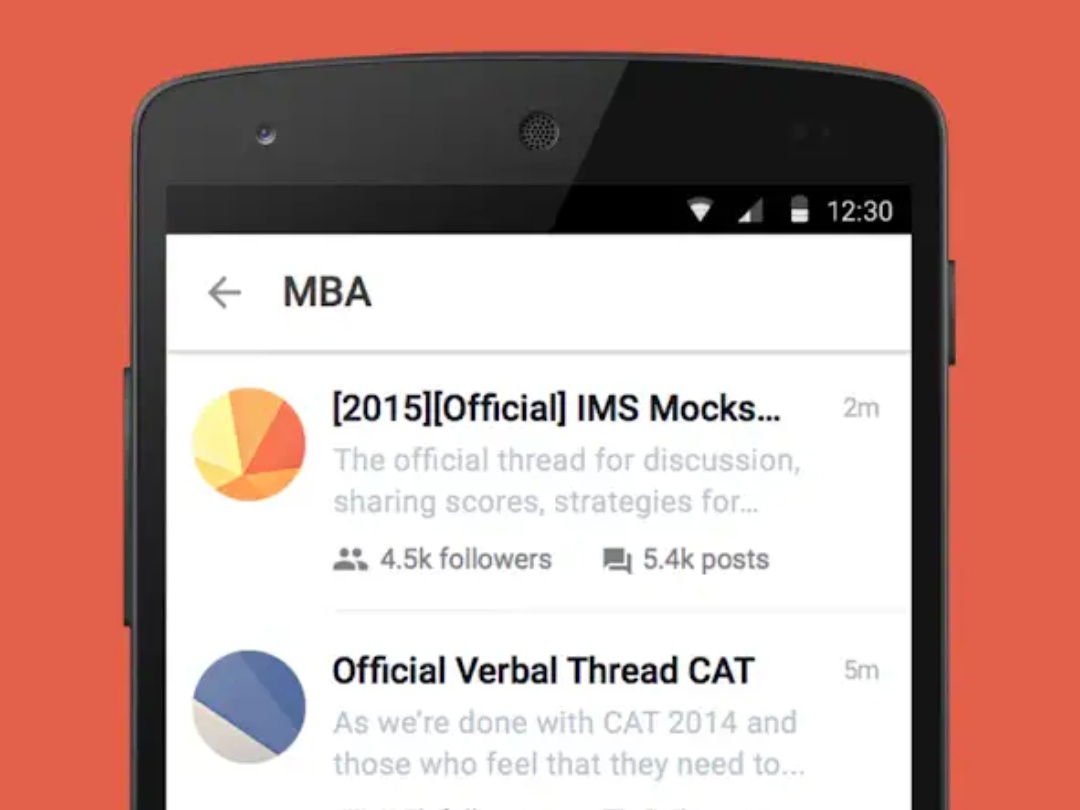 12:30
MBA
[2015][Official] IMS Mocks...
2m
The official thread for discussion,
sharing scores, strategies for...
4.5k followers
5.4k posts
Official Verbal Thread CAT
5m
As we're done with CAT 2014 and
those who feel that they need to...